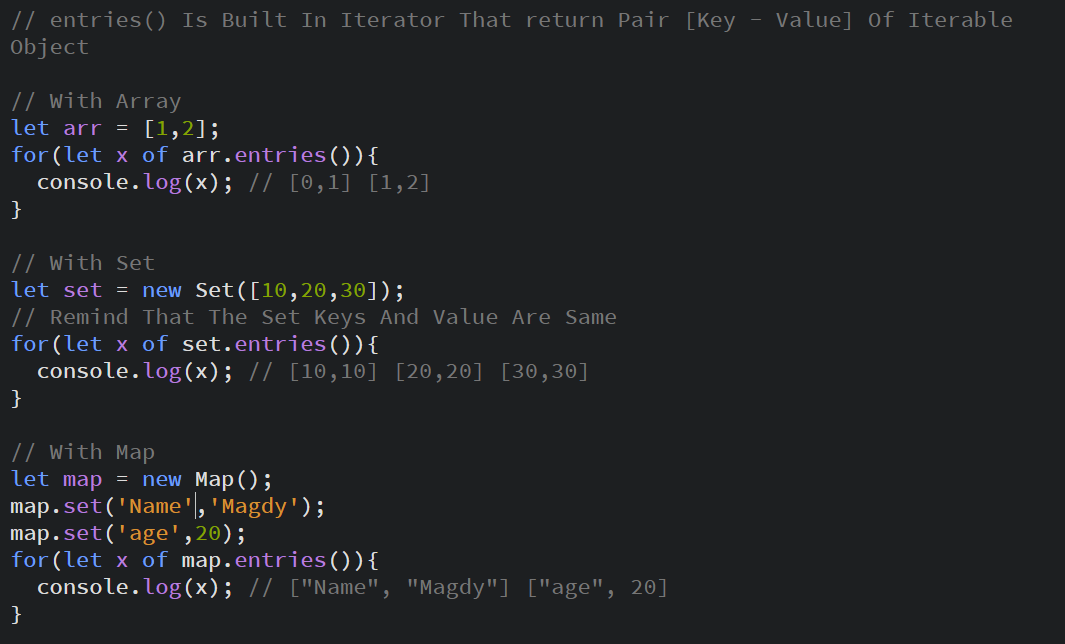 // entries() Is Built In Iterator That return Pair [Key - Value] Of Iterable
Object
// With Array
let arr = [1,2];
for(let x of arr.entries()){
  console.log(x); // [0,1] [1,2]
}
// With Set
let set = new Set([10,20,30]);
// Remind That The Set Keys And Value Are Same
for(let x of set.entries()){
  console.log(x); // [10,10] [20,20] [30,30]
}
// With Map
let map = new Map();
map.set('Name','Magdy');
map.set('age',20);
for(let x of map.entries()){
  console.log(x); // ["Name", "Magdy"] ["age", 20]
}